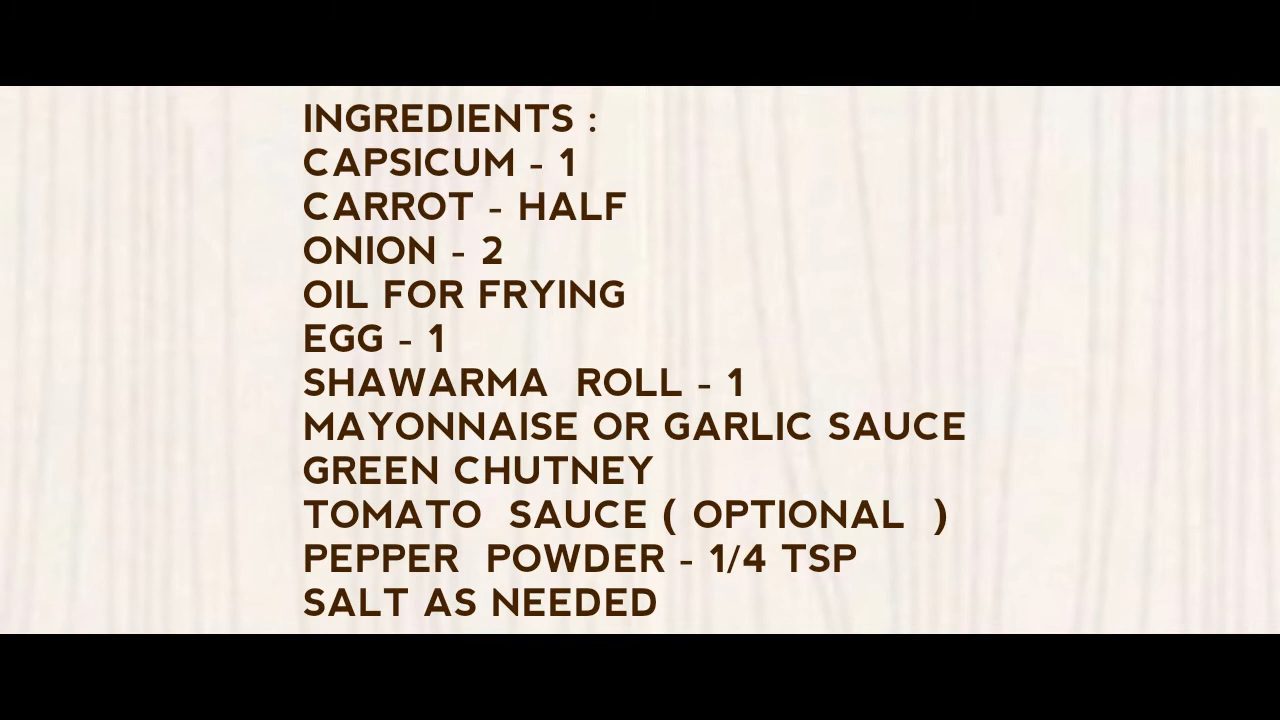 INGREDIENTS :
CAPSICUM - 1
CARROT - HALF
ONION - 2
OIL FOR FRYING
EGG - 1
SHAWARMA  ROLL - 1
MAYONNAISE OR GARLIC SAUCE
GREEN CHUTNEY
TOMATO  SAUCE ( OPTIONAL  )
PEPPER  POWDER - 1/4 TSP
SALT AS NEEDED